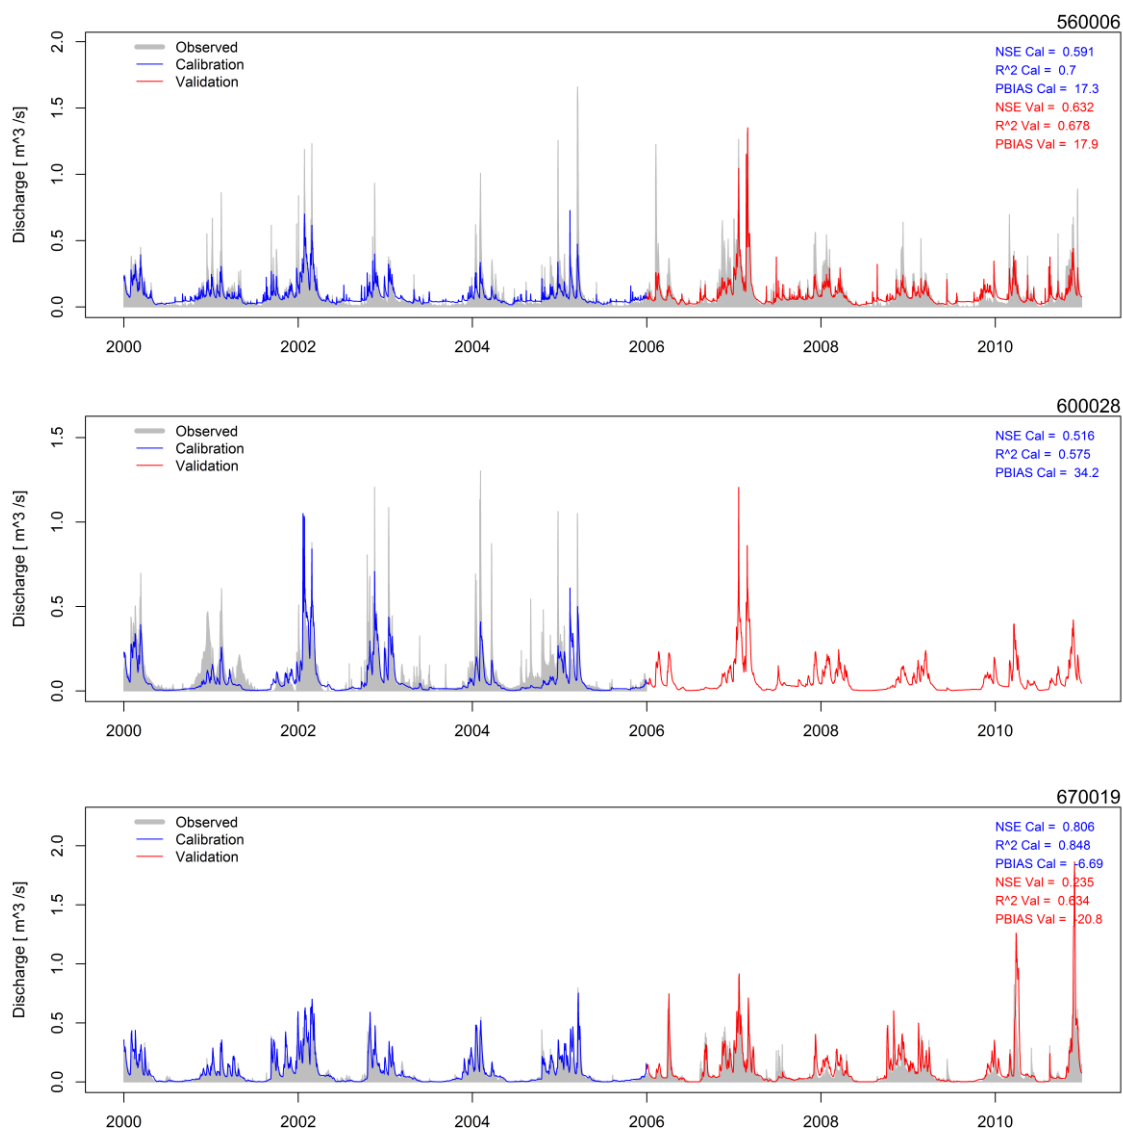 560006
Observed
Calibration
Validation
NSE Cal = 0.591
R^2 Cal = 0.7
PBIAS Cal = 17.3
NSE Val = 0.632
R^2 Val = 0.678
PBIAS Val = 17.9
Discharge [ m^3 /s]
2.0
1.5
1.0
0.5
0.0
2000 2002 2004 2006 2008 2010
600028
Observed
Calibration
Validation
NSE Cal = 0.516
R^2 Cal = 0.575
PBIAS Cal = 34.2
Discharge [ m^3 /s]
1.5
1.0
0.5
0.0
2000 2002 2004 2006 2008 2010
670019
Observed
Calibration
Validation
NSE Cal = 0.806
R^2 Cal = 0.848
PBIAS Cal = -6.69
NSE Val = 0.235
R^2 Val = 0.634
PBIAS Val = -20.8
Discharge [ m^3 /s]
2.0
1.5
1.0
0.5
0.0
2000 2002 2004 2006 2008 2010